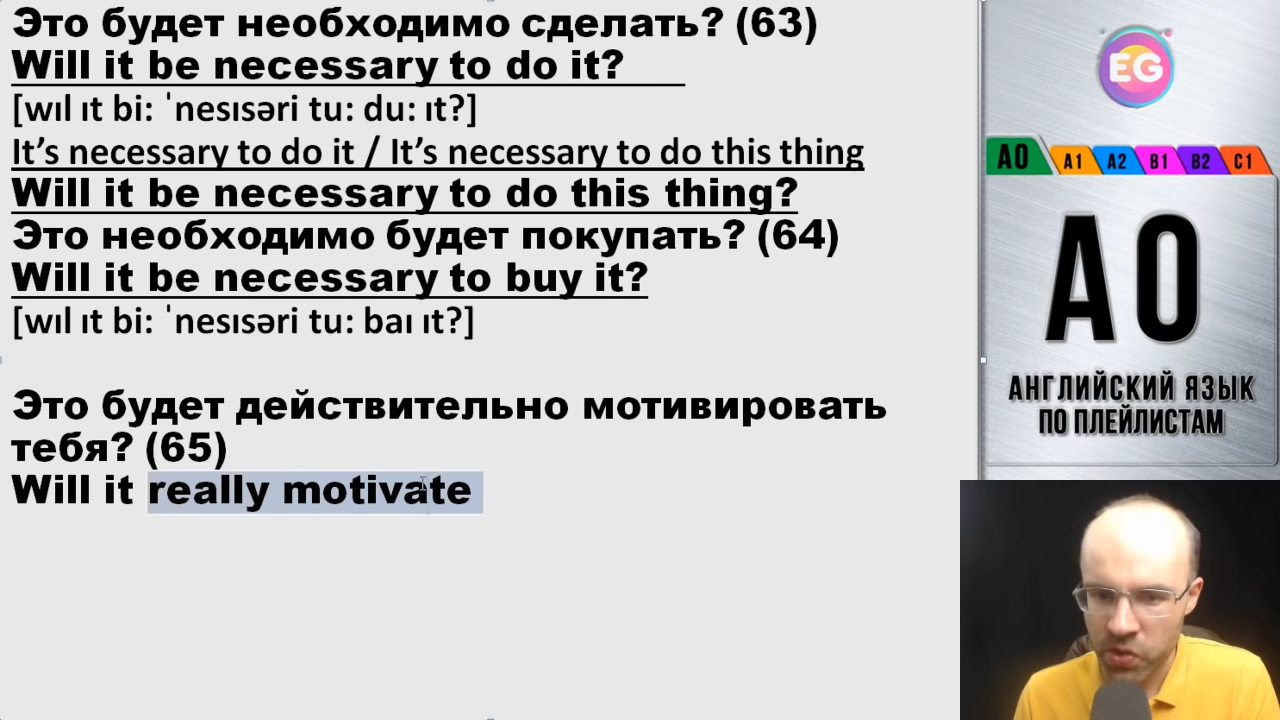 Это будет необходимо сделать? (63)
Will it be necessary to do it?
[wɪl ɪt bi: ˈnesɪsəri tu: du: ɪt?]
It’s necessary to do it / It’s necessary to do this thing
Will it be necessary to do this thing?
Это необходимо будет покупать? (64)
Will it be necessary to buy it?
[wɪl ɪt bi: ˈnesɪsəri tu: baɪ ɪt?]
Это будет действительно мотивировать
тебя? (65)
Will it really motivate
EG
A0 A1 A2 B1 B2 C1
A0
АНГЛИЙСКИЙ ЯЗЫК
ПО ПЛЕЙЛИСТАМ